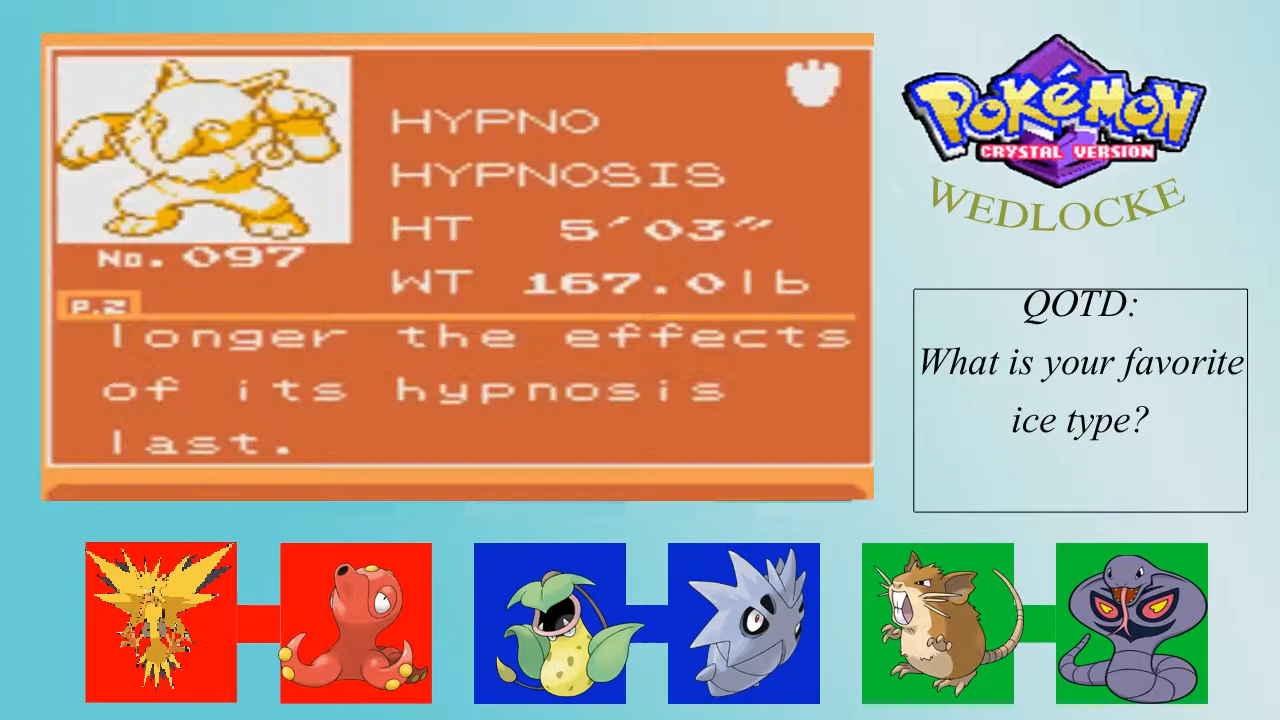 HYPNO
HYPNOSIS
HT 5'03"
No. 097
WT 167.0lb
P.2
longer the effects
of its hypnosis
last.
POKéMON
CRYSTAL VERSION
WEDLOCKE
QOTD:
What is your favorite
ice type?